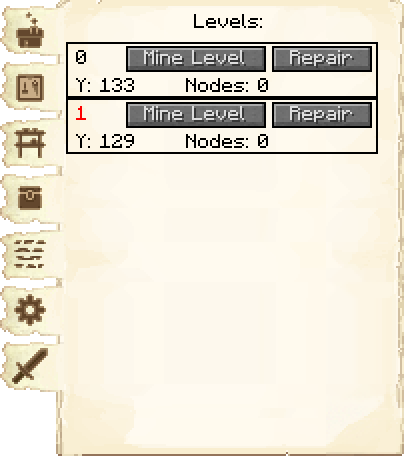 Levels:
0 Mine Level Repair
Y: 133 Nodes: 0
1 Mine Level Repair
Y: 129 Nodes: 0